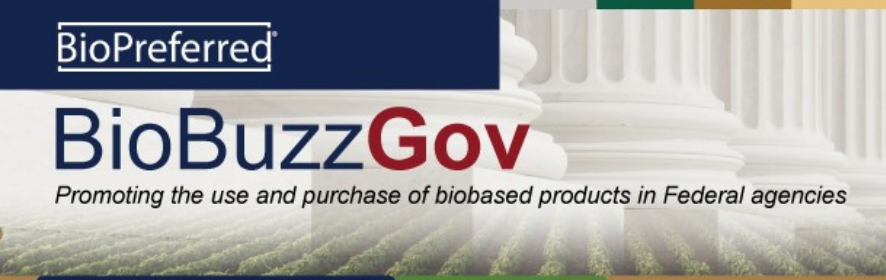 BioPreferred®
BioBuzzGov
Promoting the use and purchase of biobased products in Federal agencies